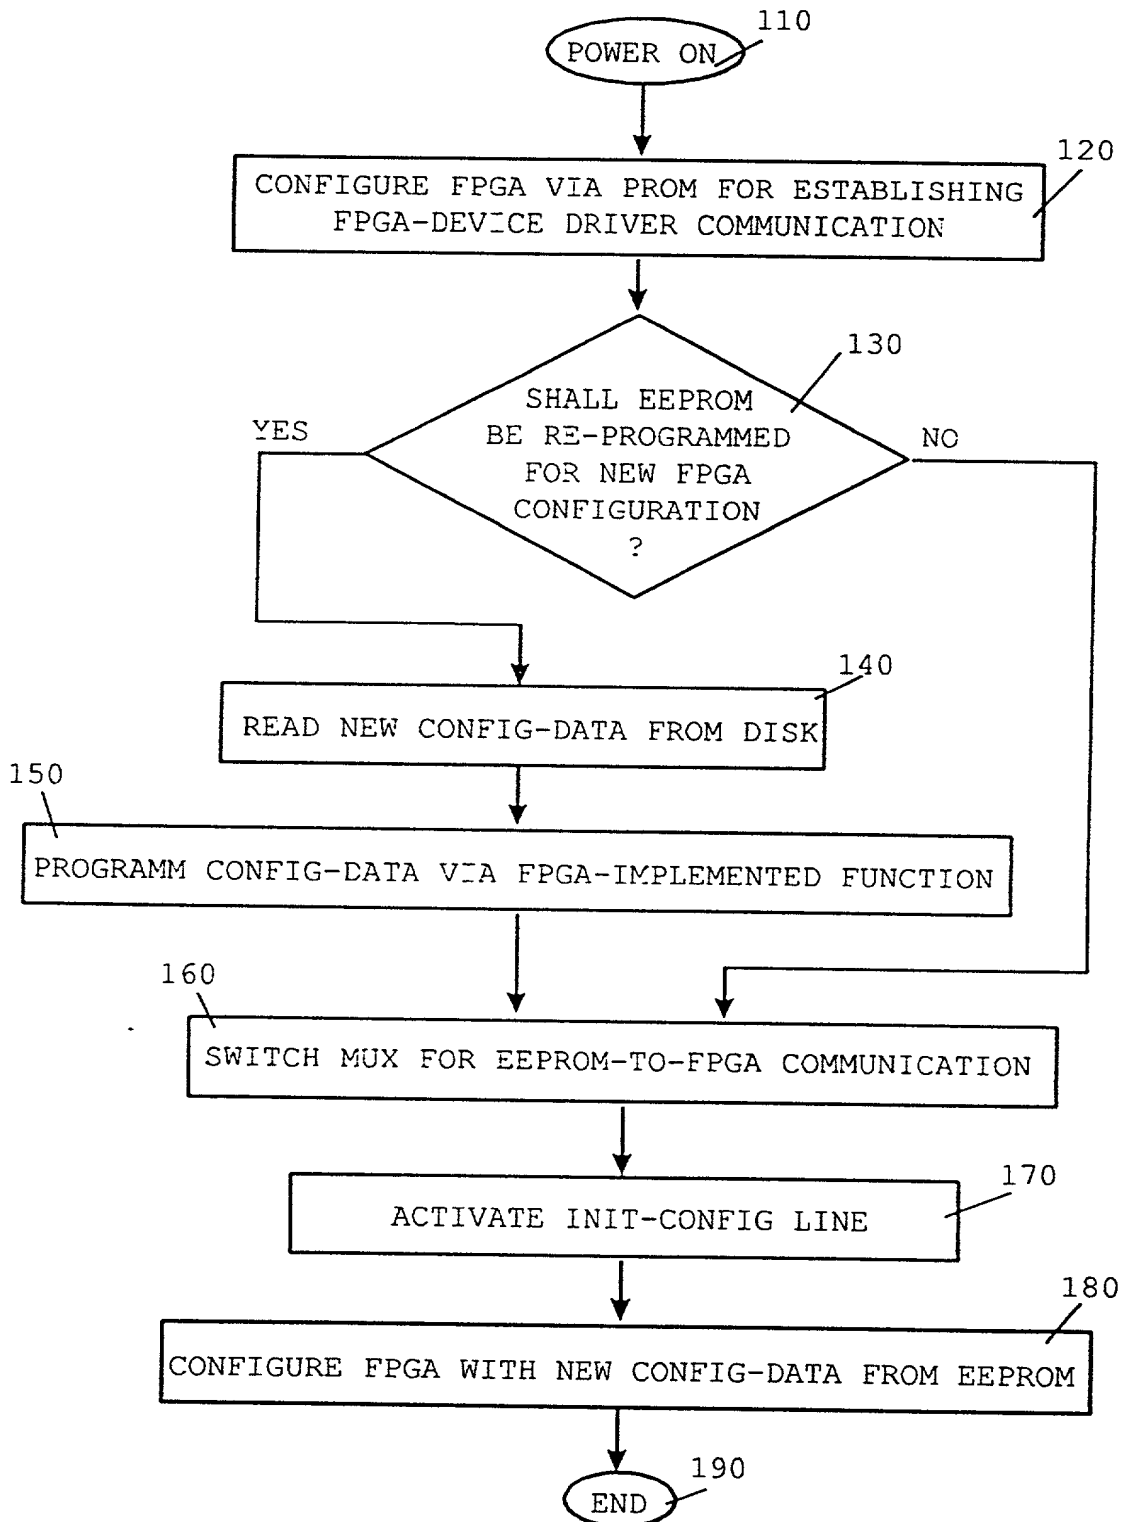 110
POWER ON
120
CONFIGURE FPGA VIA PROM FOR ESTABLISHING
FPGA-DEVICE DRIVER COMMUNICATION
130
SHALL EEPROM
BE RE-PROGRAMMED
FOR NEW FPGA
CONFIGURATION
?
YES
NO
140
READ NEW CONFIG-DATA FROM DISK
150
PROGRAMM CONFIG-DATA VIA FPGA-IMPLEMENTED FUNCTION
160
SWITCH MUX FOR EEPROM-TO-FPGA COMMUNICATION
170
ACTIVATE INIT-CONFIG LINE
180
CONFIGURE FPGA WITH NEW CONFIG-DATA FROM EEPROM
190
END